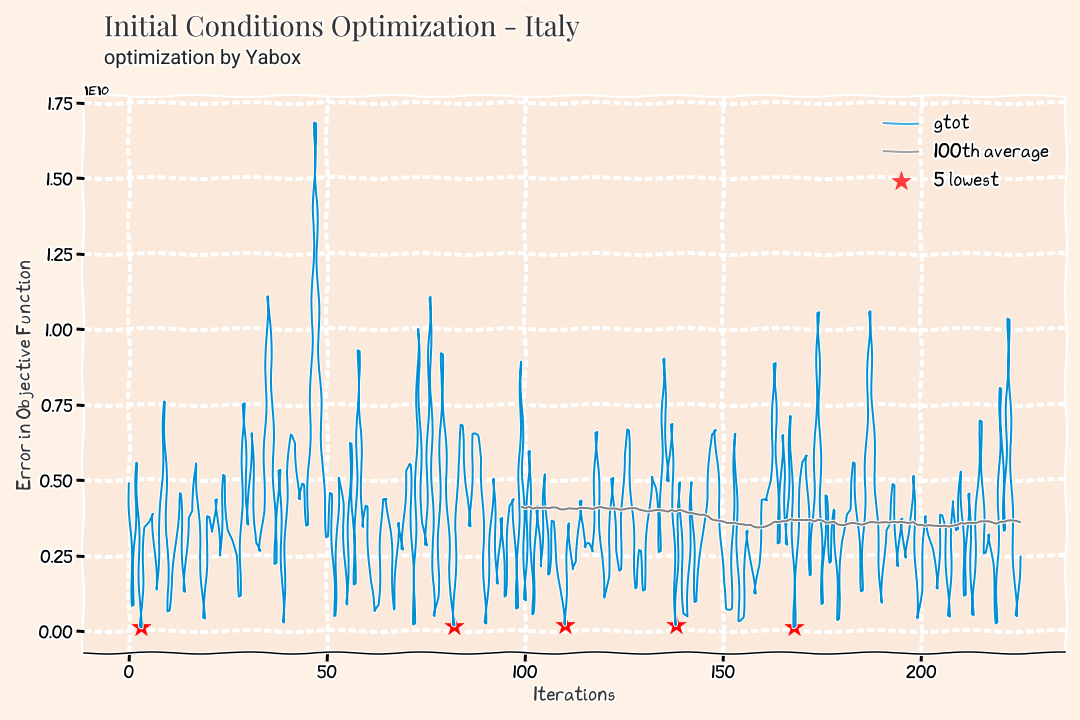 Initial Conditions Optimization - Italy
optimization by Yabox
1E10
1.75
1.50
1.25
1.00
0.75
0.50
0.25
0.00
Error in Objective Function
gtot
100th average
5 lowest
0 50 100 150 200
Iterations